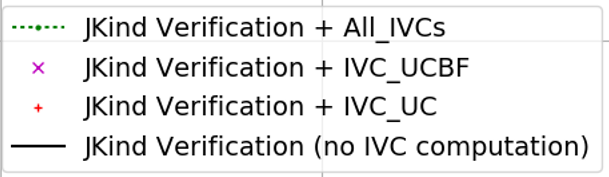 JKind Verification + All_IVCs
JKind Verification + IVC_UCBF
JKind Verification + IVC_UC
JKind Verification (no IVC computation)